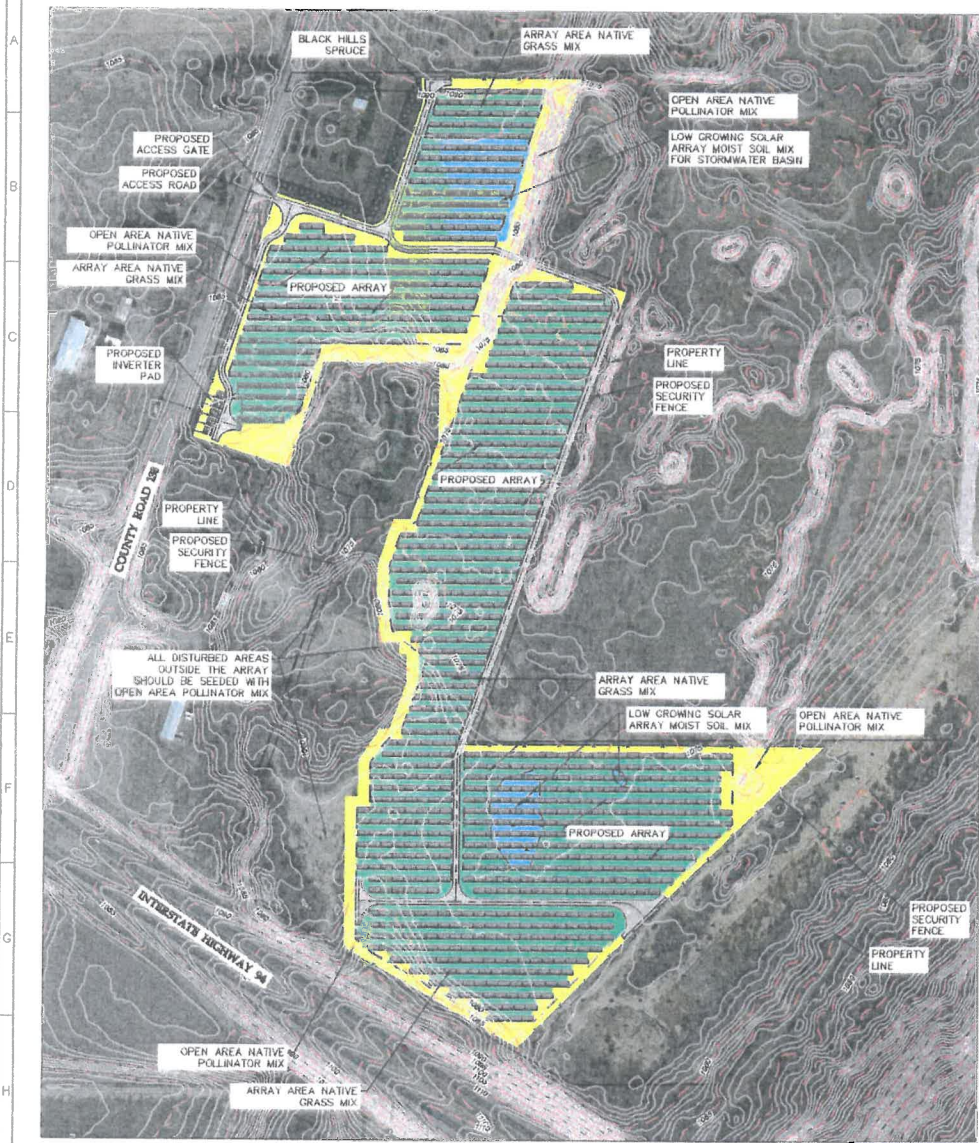 A
B
C
D
E
F
G
H
BLACK HILLS
SPRUCE
ARRAY AREA NATIVE
GRASS MIX
OPEN AREA NATIVE
POLLINATOR MIX
LOW GROWING SOLAR
ARRAY MOIST SOIL MIX
FOR STORMWATER BASIN
PROPOSED
ACCESS GATE
PROPOSED
ACCESS ROAD
OPEN AREA NATIVE
POLLINATOR MIX
ARRAY AREA NATIVE
GRASS MIX
PROPOSED ARRAY
PROPOSED
INVERTER
PAD
PROPERTY
LINE
PROPOSED
SECURITY
FENCE
PROPOSED ARRAY
COUNTY ROAD
PROPERTY
LINE
PROPOSED
SECURITY
FENCE
ALL DISTURBED AREAS
OUTSIDE THE ARRAY
SHOULD BE SEEDED WITH
OPEN AREA POLLINATOR MIX
ARRAY AREA NATIVE
GRASS MIX
LOW GROWING SOLAR
ARRAY MOIST SOIL MIX
OPEN AREA NATIVE
POLLINATOR MIX
PROPOSED ARRAY
INTERSTATE HIGHWAY 94
PROPOSED
SECURITY
FENCE
PROPERTY
LINE
OPEN AREA NATIVE
POLLINATOR MIX
ARRAY AREA NATIVE
GRASS MIX